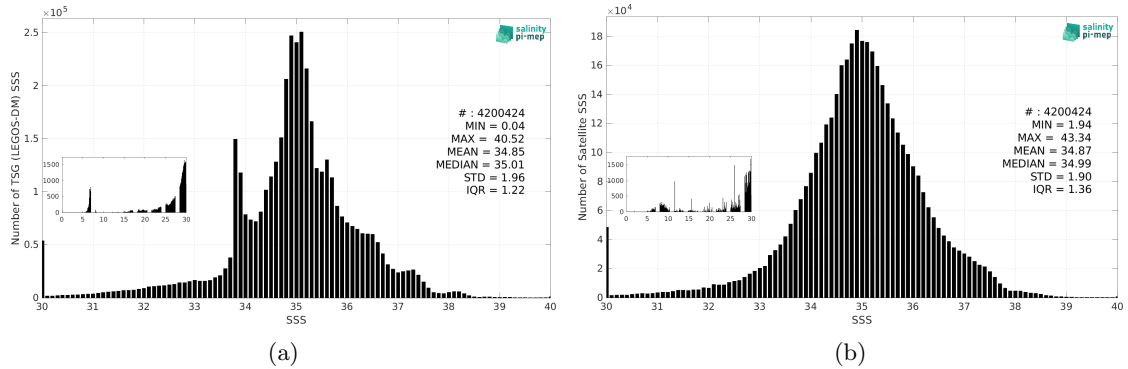 ×10^5
salinity
pi-mep
2.5
2
1.5
1
0.5
0
Number of TSG (LEGOS-DM) SSS
# : 4200424
MIN = 0.04
MAX = 40.52
MEAN = 34.85
MEDIAN = 35.01
STD = 1.96
IQR = 1.22
1500
1000
500
0
0 5 10 15 20 25 30
30 31 32 33 34 35 36 37 38 39 40
SSS
(a)
×10^4
salinity
pi-mep
18
16
14
12
10
8
6
4
2
0
Number of Satellite SSS
# : 4200424
MIN = 1.94
MAX = 43.34
MEAN = 34.87
MEDIAN = 34.99
STD = 1.90
IQR = 1.36
1500
1000
500
0
0 5 10 15 20 25 30
30 31 32 33 34 35 36 37 38 39 40
SSS
(b)